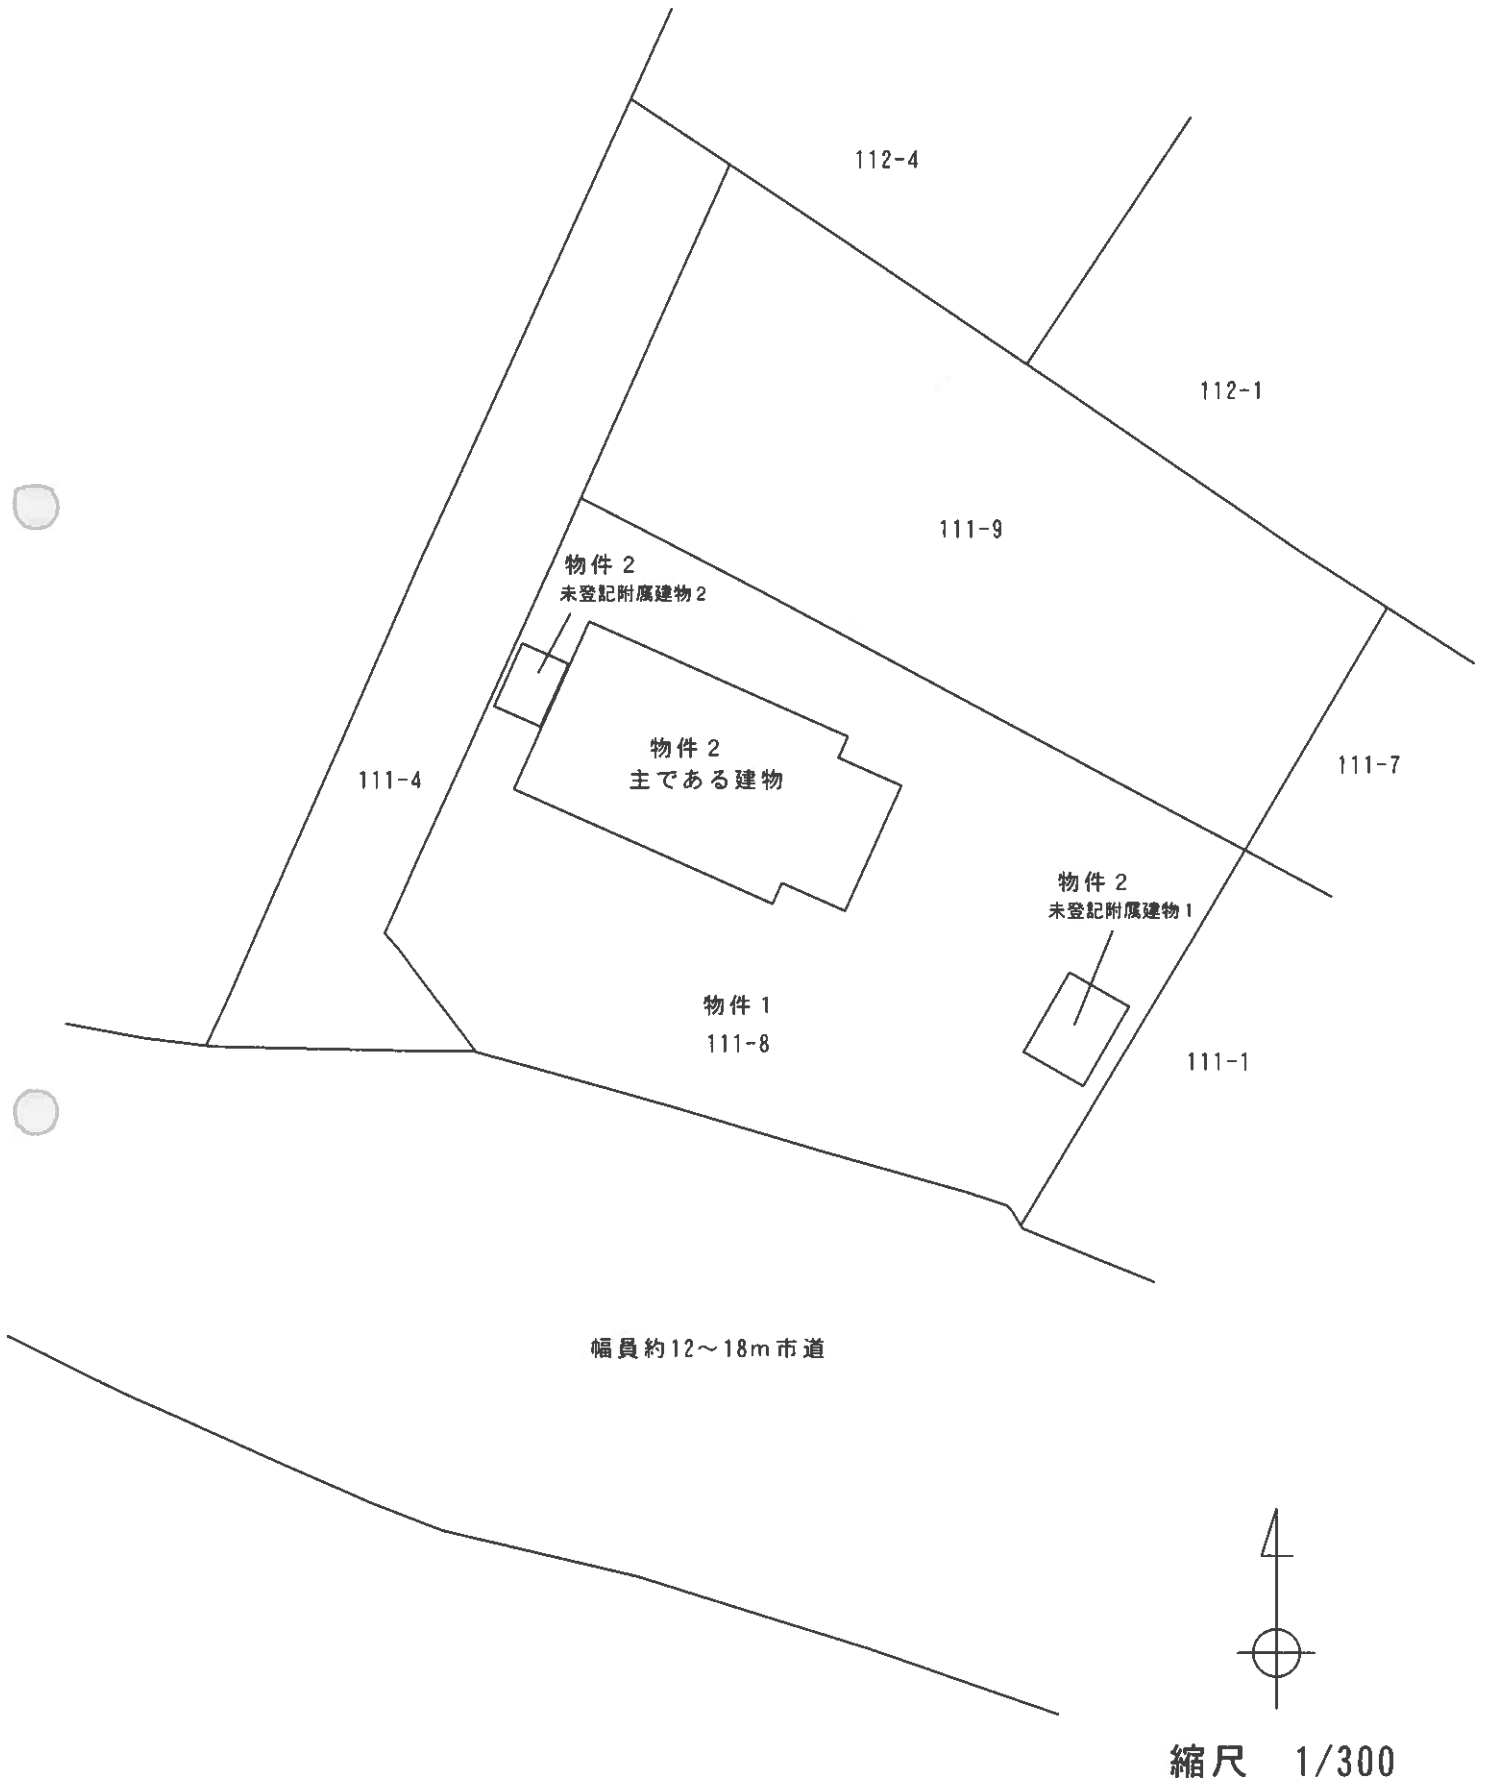 112-4
112-1
111-9
物件2
未登記附属建物2
物件2
主である建物
111-4
111-7
物件2
未登記附属建物1
物件1
111-8
111-1
幅員約12～18m市道
縮尺 1/300